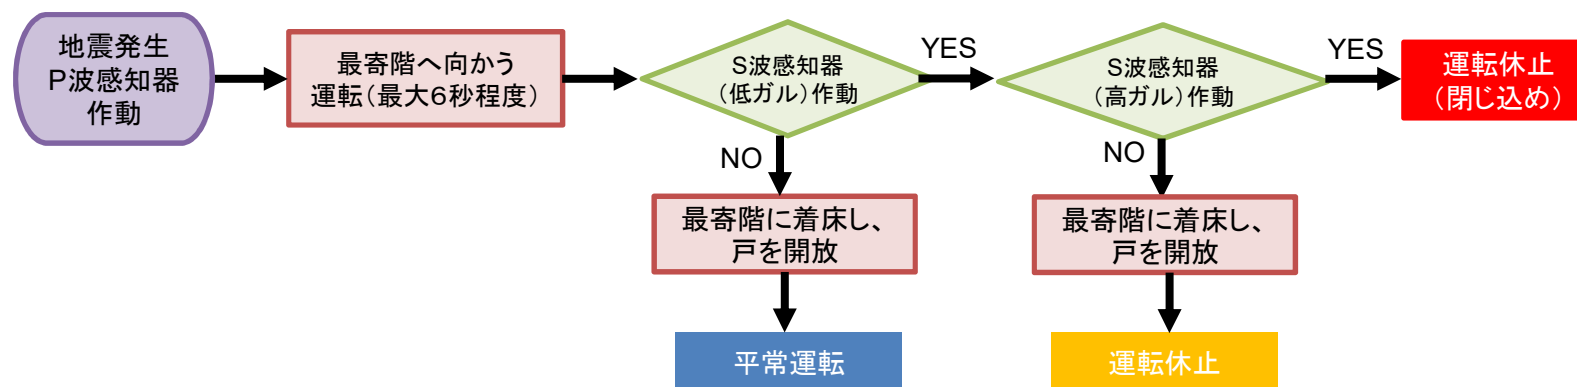 地震発生
P波感知器
作動
最寄階へ向かう
運転(最大6秒程度)
S波感知器
(低ガル)作動
YES
S波感知器
(高ガル)作動
YES
運転休止
(閉じ込め)
NO
NO
最寄階に着床し、
戸を開放
最寄階に着床し、
戸を開放
平常運転
運転休止